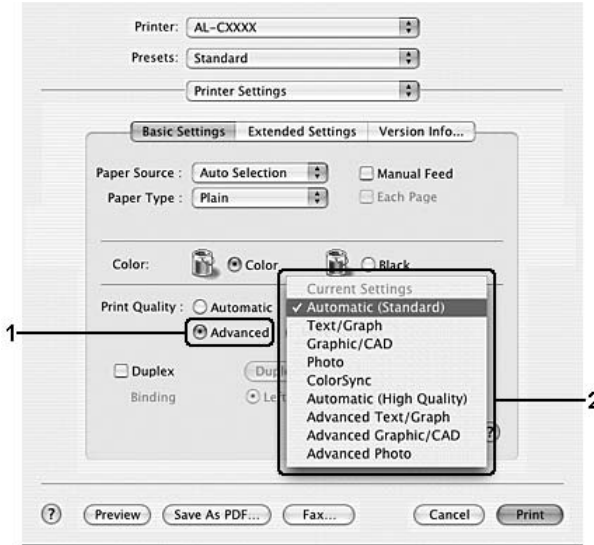 Printer: AL-CXXXX
Presets: Standard
Printer Settings
Basic Settings Extended Settings Version Info...
Paper Source : Auto Selection Manual Feed
Paper Type : Plain Each Page
Color: Color Black
Current Settings
Print Quality : Automatic ✓ Automatic (Standard)
1 Advanced Text/Graph
Graphic/CAD
Photo
Duplex ColorSync
Binding Automatic (High Quality) 2
Advanced Text/Graph
Advanced Graphic/CAD ?
Advanced Photo
? Preview Save As PDF... Fax... Cancel Print